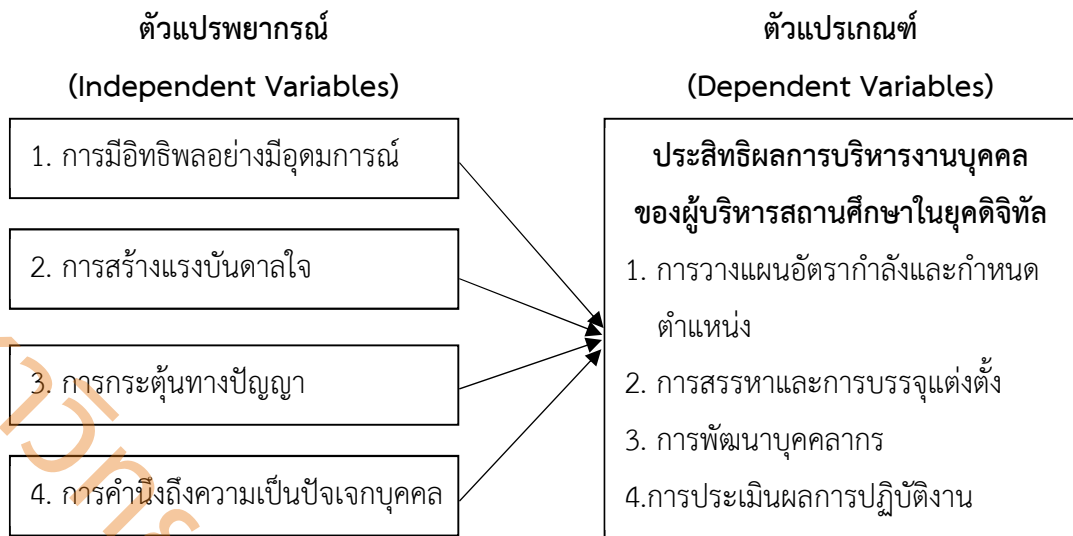 ตัวแปรพยากรณ์
(Independent Variables)
1. การมีอิทธิพลอย่างมีอุดมการณ์
2. การสร้างแรงบันดาลใจ
3. การกระตุ้นทางปัญญา
4. การคำนึงถึงความเป็นปัจเจกบุคคล
ตัวแปรเกณฑ์
(Dependent Variables)
ประสิทธิผลการบริหารงานบุคคล
ของผู้บริหารสถานศึกษาในยุคดิจิทัล
1. การวางแผนอัตรากำลังและกำหนด
ตำแหน่ง
2. การสรรหาและการบรรจุแต่งตั้ง
3. การพัฒนาบุคคลากร
4.การประเมินผลการปฏิบัติงาน